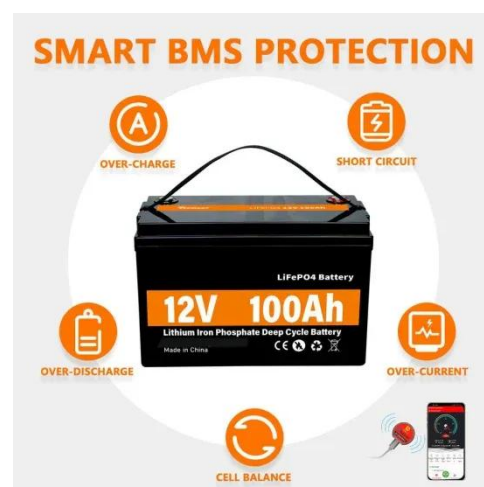 SMART BMS PROTECTION
OVER-CHARGE
SHORT CIRCUIT
LiFePO4 Battery
12V 100Ah
Lithium Iron Phosphate Deep Cycle Battery
Made in China
OVER-DISCHARGE
OVER-CURRENT
CELL BALANCE